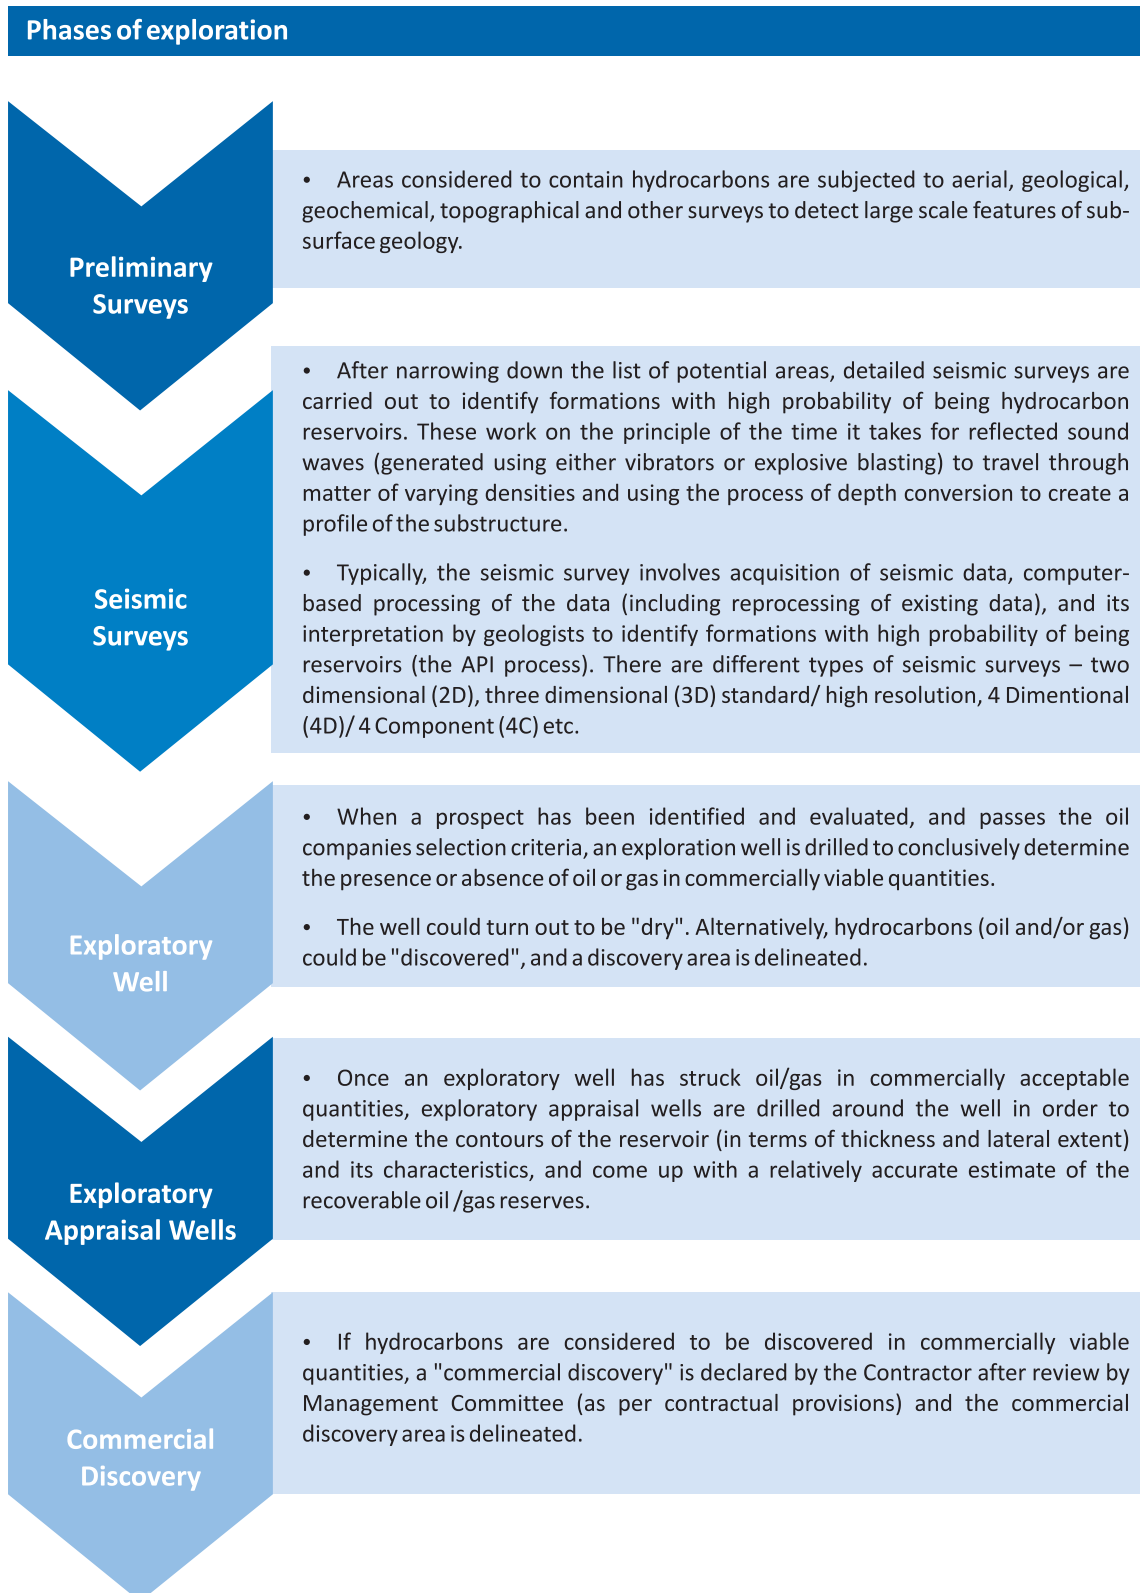 Phases of exploration
Preliminary
Surveys
• Areas considered to contain hydrocarbons are subjected to aerial, geological,
geochemical, topographical and other surveys to detect large scale features of sub-
surface geology.
Seismic
Surveys
• After narrowing down the list of potential areas, detailed seismic surveys are
carried out to identify formations with high probability of being hydrocarbon
reservoirs. These work on the principle of the time it takes for reflected sound
waves (generated using either vibrators or explosive blasting) to travel through
matter of varying densities and using the process of depth conversion to create a
profile of the substructure.
• Typically, the seismic survey involves acquisition of seismic data, computer-
based processing of the data (including reprocessing of existing data), and its
interpretation by geologists to identify formations with high probability of being
reservoirs (the API process). There are different types of seismic surveys – two
dimensional (2D), three dimensional (3D) standard/ high resolution, 4 Dimentional
(4D)/ 4 Component (4C) etc.
Exploratory
Well
• When a prospect has been identified and evaluated, and passes the oil
companies selection criteria, an exploration well is drilled to conclusively determine
the presence or absence of oil or gas in commercially viable quantities.
• The well could turn out to be "dry". Alternatively, hydrocarbons (oil and/or gas)
could be "discovered", and a discovery area is delineated.
Exploratory
Appraisal Wells
• Once an exploratory well has struck oil/gas in commercially acceptable
quantities, exploratory appraisal wells are drilled around the well in order to
determine the contours of the reservoir (in terms of thickness and lateral extent)
and its characteristics, and come up with a relatively accurate estimate of the
recoverable oil /gas reserves.
Commercial
Discovery
• If hydrocarbons are considered to be discovered in commercially viable
quantities, a "commercial discovery" is declared by the Contractor after review by
Management Committee (as per contractual provisions) and the commercial
discovery area is delineated.